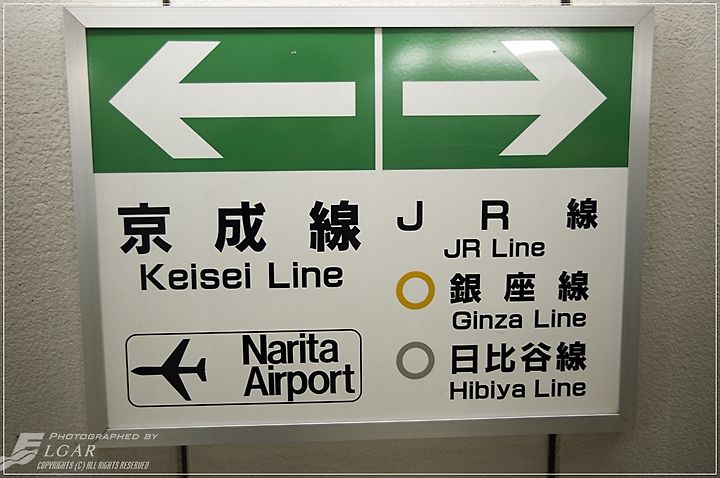 京成線
Keisei Line
Narita
Airport
JR線
JR Line
銀座線
Ginza Line
日比谷線
Hibiya Line
PHOTOGRAPHED BY
ELGAR
COPYRIGHTS (C) ALL RIGHTS RESERVED